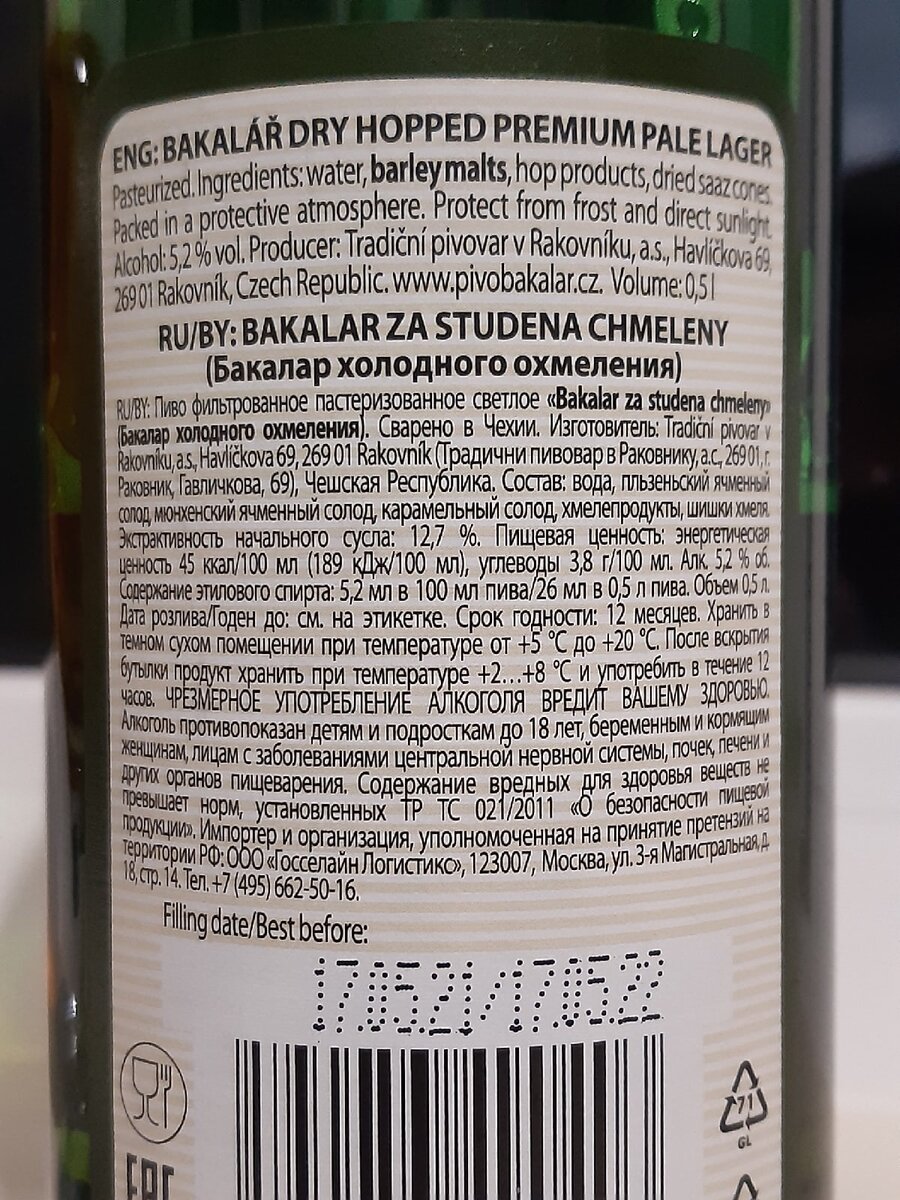 ENG: BAKALÁŘ DRY HOPPED PREMIUM PALE LAGER
Pasteurized. Ingredients: water, barley malts, hop products, dried saaz cones.
Packed in a protective atmosphere. Protect from frost and direct sunlight.
Alcohol: 5,2 % vol. Producer: Tradiční pivovar v Rakovníku, a.s., Havlíčkova 69,
269 01 Rakovník, Czech Republic. www.pivobakalar.cz. Volume: 0,5 l
RU/BY: BAKALAR ZA STUDENA CHMELENY
(Бакалар холодного охмеления)
RU/BY: Пиво фильтрованное пастеризованное светлое «Bakalar za studena chmeleny»
(Бакалар холодного охмеления). Сварено в Чехии. Изготовитель: Tradiční pivovar v
Rakovníku, a.s., Havlíčkova 69, 269 01 Rakovník (Традични пивовар в Раковнику, а.с., 269 01, г.
Раковник, Гавличкова, 69), Чешская Республика. Состав: вода, пльзеньский ячменный
солод, мюнхенский ячменный солод, карамельный солод, хмелепродукты, шишки хмеля.
Экстрактивность начального сусла: 12,7 %. Пищевая ценность: энергетическая
ценность 45 ккал/100 мл (189 кДж/100 мл), углеводы 3,8 г/100 мл. Алк. 5,2 % об.
Содержание этилового спирта: 5,2 мл в 100 мл пива/26 мл в 0,5 л пива. Объем 0,5 л.
Дата розлива/Годен до: см. на этикетке. Срок годности: 12 месяцев. Хранить в
темном сухом помещении при температуре от +5 °C до +20 °C. После вскрытия
бутылки продукт хранить при температуре +2…+8 °C и употребить в течение 12
часов. ЧРЕЗМЕРНОЕ УПОТРЕБЛЕНИЕ АЛКОГОЛЯ ВРЕДИТ ВАШЕМУ ЗДОРОВЬЮ.
Алкоголь противопоказан детям и подросткам до 18 лет, беременным и кормящим
женщинам, лицам с заболеваниями центральной нервной системы, почек, печени и
других органов пищеварения. Содержание вредных для здоровья веществ не
превышает норм, установленных ТР ТС 021/2011 «О безопасности пищевой
продукции». Импортер и организация, уполномоченная на принятие претензий на
территории РФ: ООО «Госселайн Логистикс», 123007, Москва, ул. 3-я Магистральная, д.
18, стр. 14. Тел. +7 (495) 662-50-16.
Filling date/Best before:
17.05.21/17.05.22
71
GL
EAC